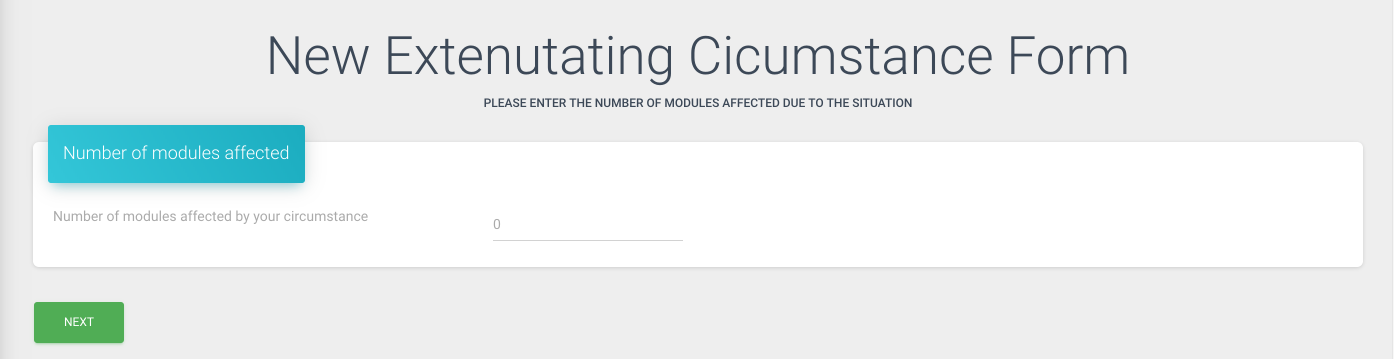 New Extenutating Cicumstance Form
PLEASE ENTER THE NUMBER OF MODULES AFFECTED DUE TO THE SITUATION
Number of modules affected
Number of modules affected by your circumstance
0
NEXT